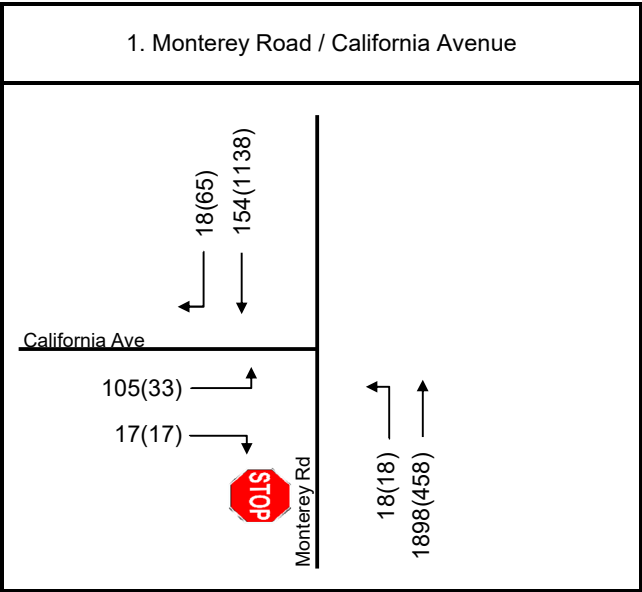 1. Monterey Road / California Avenue
18(65)
154(1138)
California Ave
105(33)
17(17)
STOP
Monterey Rd
18(18)
1898(458)